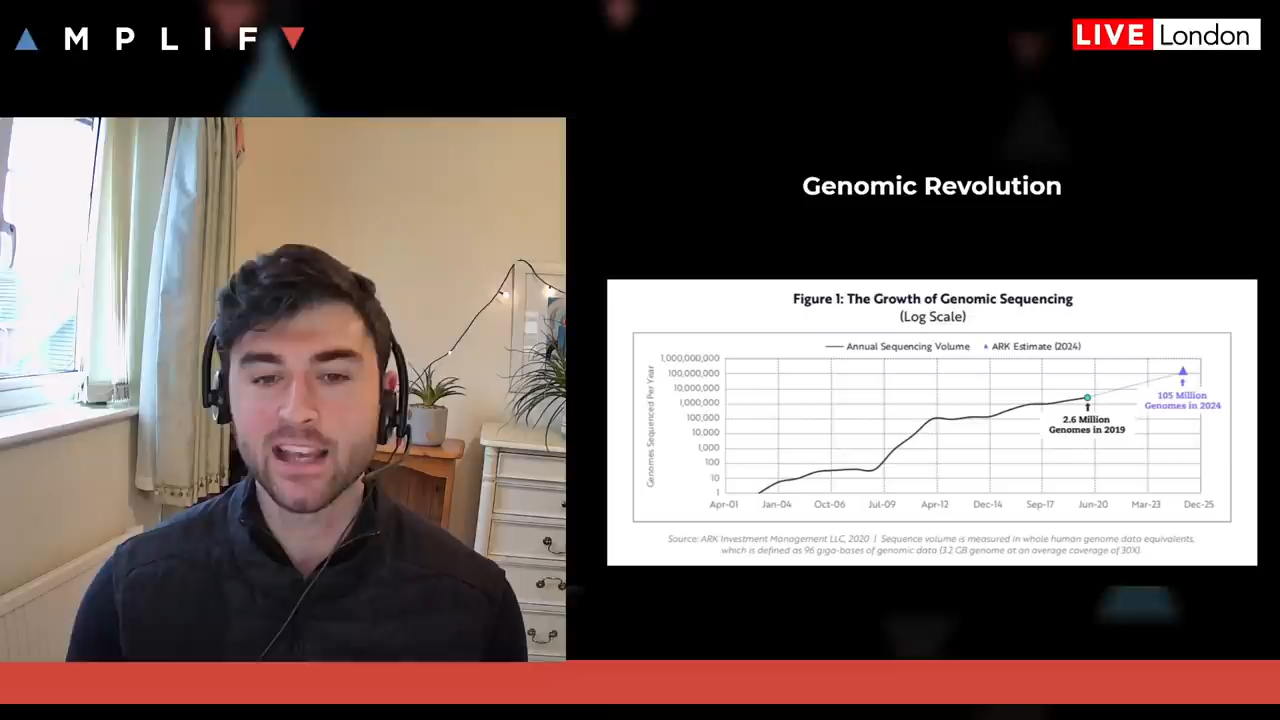 ▲ M P L I F ▼
LIVE London
Genomic Revolution
Figure 1: The Growth of Genomic Sequencing
(Log Scale)
Annual Sequencing Volume
ARK Estimate (2024)
Genomes Sequenced Per Year
1,000,000,000
100,000,000
10,000,000
1,000,000
100,000
10,000
1,000
100
10
1
105 Million
Genomes in 2024
2.6 Million
Genomes in 2019
Apr-01 Jan-04 Oct-06 Jul-09 Apr-12 Dec-14 Sep-17 Jun-20 Mar-23 Dec-25
Source: ARK Investment Management LLC, 2020 | Sequence volume is measured in whole human genome data equivalents,
which is defined as 96 giga-bases of genomic data (3.2 GB genome at an average coverage of 30X).